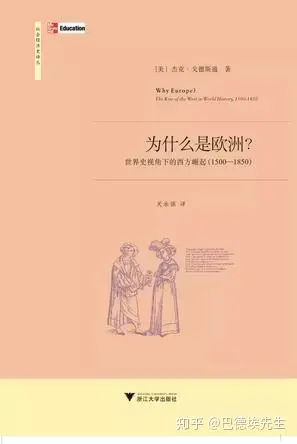 社会经济史译丛
Education
[美] 杰克·戈德斯通 著
Why Europe?
The Rise of the West in World History, 1500-1850
为什么是欧洲?
世界史视角下的西方崛起(1500—1850)
关永强 译
浙江大学出版社
知乎 @巴德埃先生